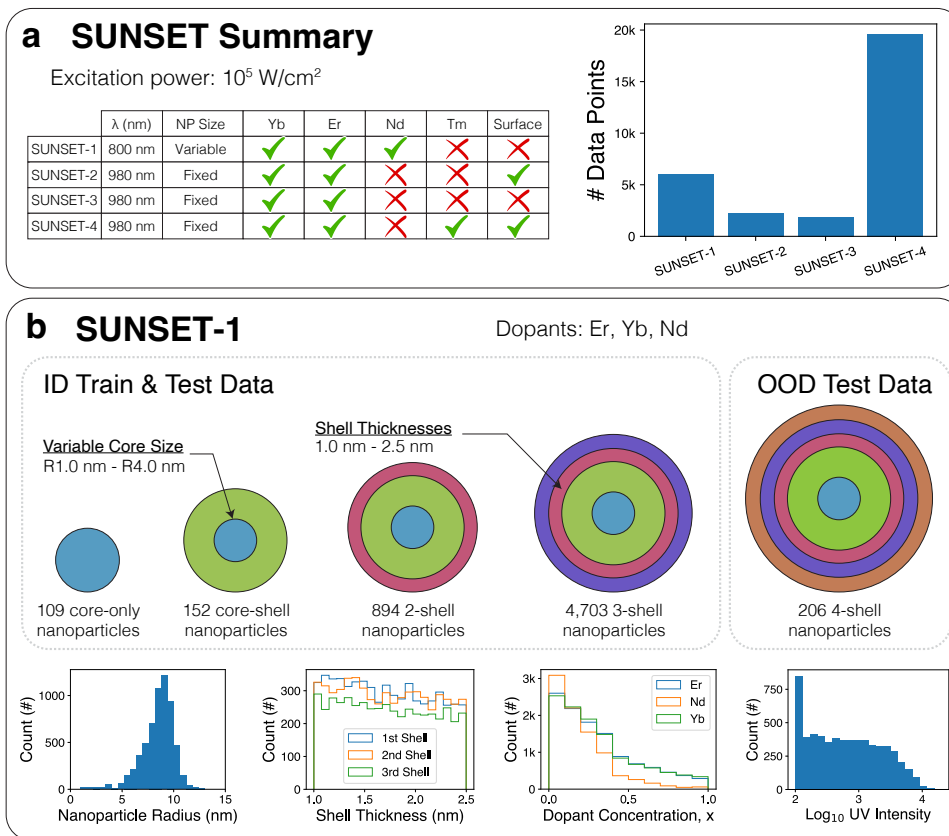 a SUNSET Summary
Excitation power: 10⁵ W/cm²
λ (nm) NP Size Yb Er Nd Tm Surface
SUNSET-1 800 nm Variable
SUNSET-2 980 nm Fixed
SUNSET-3 980 nm Fixed
SUNSET-4 980 nm Fixed
# Data Points
20k
15k
10k
5k
0
SUNSET-1 SUNSET-2 SUNSET-3 SUNSET-4
b SUNSET-1
Dopants: Er, Yb, Nd
ID Train & Test Data
Variable Core Size
R1.0 nm - R4.0 nm
Shell Thicknesses
1.0 nm - 2.5 nm
109 core-only
nanoparticles
152 core-shell
nanoparticles
894 2-shell
nanoparticles
4,703 3-shell
nanoparticles
OOD Test Data
206 4-shell
nanoparticles
Count (#)
1000
500
0
0 5 10 15
Nanoparticle Radius (nm)
Count (#)
300
200
100
0
1st Shell
2nd Shell
3rd Shell
1.0 1.5 2.0 2.5
Shell Thickness (nm)
Count (#)
3k
2k
1k
0
Er
Nd
Yb
0.0 0.5 1.0
Dopant Concentration, x
Count (#)
750
500
250
0
2 3 4
Log₁₀ UV Intensity